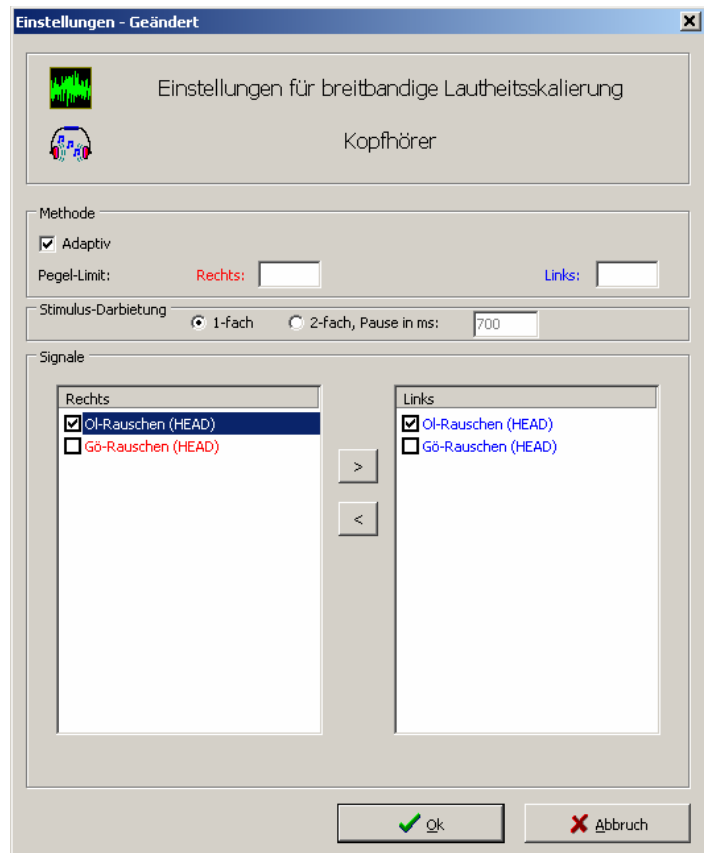 Einstellungen - Geändert
Einstellungen für breitbandige Lautheitsskalierung
Kopfhörer
Methode
Adaptiv
Pegel-Limit: Rechts: Links:
Stimulus-Darbietung
1-fach 2-fach, Pause in ms: 700
Signale
Rechts
Ol-Rauschen (HEAD)
Gö-Rauschen (HEAD)
>
<
Links
Ol-Rauschen (HEAD)
Gö-Rauschen (HEAD)
Ok Abbruch